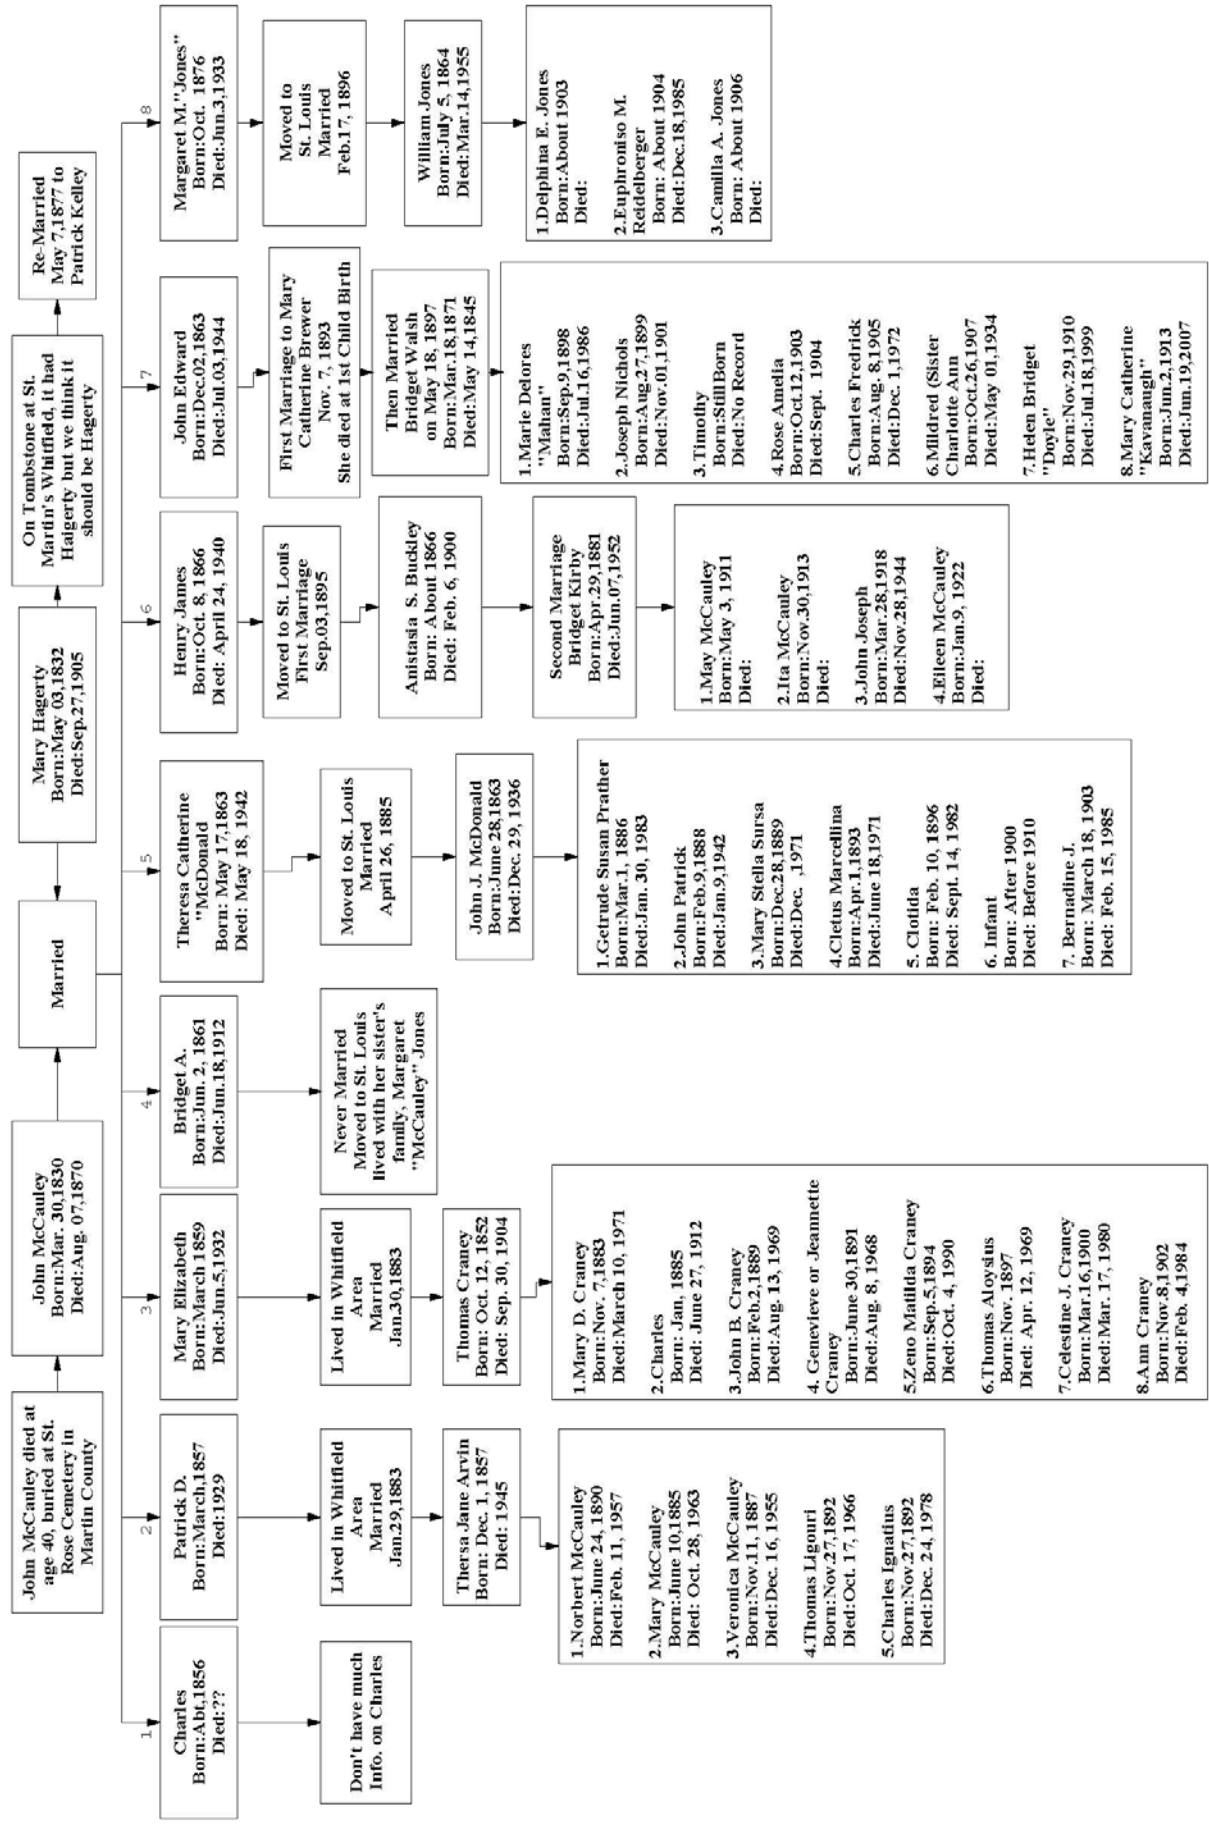 John McCauley died at
age 40, buried at St.
Rose Cemetery in
Martin County
John McCauley
Born:Mar. 30,1830
Died:Aug. 07,1870
Married
Mary Hagerty
Born:May 03,1832
Died:Sep.27,1905
On Tombstone at St.
Martin's Whitfield, it had
Haigerty but we think it
should be Hagerty
Re-Married
May 7,1877 to
Patrick Kelley
1
Charles
Born:Abt,1856
Died:??
Don't have much
Info. on Charles
2
Patrick D.
Born:March,1857
Died:1929
Lived in Whitfield
Area
Married
Jan.29,1883
Thersa Jane Arvin
Born: Dec. 1, 1857
Died: 1945
1.Norbert McCauley
Born:June 24, 1890
Died:Feb. 11, 1957
2.Mary McCauley
Born:June 10,1885
Died: Oct. 28, 1963
3.Veronica McCauley
Born:Nov.11, 1887
Died:Dec. 16, 1955
4.Thomas Ligouri
Born:Nov.27,1892
Died:Oct. 17, 1966
5.Charles Ignatius
Born:Nov.27,1892
Died:Dec. 24, 1978
3
Mary Elizabeth
Born:March 1859
Died:Jun.5,1932
Lived in Whitfield
Area
Married
Jan.30,1883
Thomas Craney
Born: Oct. 12, 1852
Died: Sep. 30, 1904
1.Mary D. Craney
Born:Nov. 7,1883
Died:March 10, 1971
2.Charles
Born: Jan, 1885
Died: June 27, 1912
3.John B. Craney
Born:Feb.2,1889
Died:Aug. 13, 1969
4. Genevieve or Jeannette
Craney
Born:June 30,1891
Died:Aug. 8, 1968
5.Zeno Matilda Craney
Born:Sep.5,1894
Died:Oct. 4, 1990
6.Thomas Aloysius
Born:Nov. 1897
Died: Apr. 12, 1969
7.Celestine J. Craney
Born:Mar.16,1900
Died:Mar. 17, 1980
8.Ann Craney
Born:Nov.8,1902
Died:Feb. 4,1984
4
Bridget A.
Born:Jun. 2, 1861
Died:Jun.18,1912
Never Married
Moved to St. Louis
lived with her sister's
family, Margaret
"McCauley" Jones
5
Theresa Catherine
"McDonald
Born: May 17,1863
Died: May 18, 1942
Moved to St. Louis
Married
April 26, 1885
John J. McDonald
Born:June 28,1863
Died:Dec. 29, 1936
1.Getrude Susan Prather
Born:Mar.1, 1886
Died:Jan. 30, 1983
2.John Patrick
Born:Feb.9,1888
Died:Jan.9,1942
3.Mary Stella Sursa
Born:Dec.28,1889
Died:Dec. ,1971
4.Cletus Marcellina
Born:Apr.1,1893
Died:June 18,1971
5. Clotida
Born: Feb. 10, 1896
Died: Sept. 14, 1982
6. Infant
Born: After 1900
Died: Before 1910
7. Bernadine J.
Born: March 18, 1903
Died: Feb. 15, 1985
6
Henry James
Born:Oct. 8, 1866
Died: April 24, 1940
Moved to St. Louis
First Marriage
Sep.03,1895
Anistasia S. Buckley
Born: About 1866
Died: Feb. 6, 1900
Second Marriage
Bridget Kirby
Born:Apr.29,1881
Died:Jun.07,1952
1.May McCauley
Born:May 3, 1911
Died:
2.Ita McCauley
Born:Nov.30,1913
Died:
3.John Joseph
Born:Mar.28,1918
Died:Nov.28,1944
4.Eileen McCauley
Born:Jan.9, 1922
Died:
7
John Edward
Born:Dec.02,1863
Died:Jul.03,1944
First Marriage to Mary
Catherine Brewer
Nov. 7, 1893
She died at 1st Child Birth
Then Married
Bridget Walsh
on May 18, 1897
Born:Mar.18,1871
Died:May 14,1845
1.Marie Delores
"Mahan"
Born:Sep.9,1898
Died:Jul.16,1986
2.Joseph Nichols
Born:Aug.27,1899
Died:Nov.01,1901
3.Timothy
Born:StillBorn
Died:No Record
4.Rose Amelia
Born:Oct.12,1903
Died:Sept. 1904
5.Charles Fredrick
Born:Aug. 8,1905
Died:Dec. 1,1972
6.Mildred (Sister
Charlotte Ann
Born:Oct.26,1907
Died:May 01,1934
7.Helen Bridget
"Doyle"
Born:Nov.29,1910
Died:Jul.18,1999
8.Mary Catherine
"Kavanaugh"
Born:Jun.2,1913
Died:Jun.19,2007
8
Margaret M."Jones"
Born:Oct. 1876
Died:Jun.3,1933
Moved to
St. Louis
Married
Feb.17, 1896
William Jones
Born:July 5, 1864
Died:Mar.14,1955
1.Delphina E. Jones
Born:About 1903
Died:
2.Euphroniso M.
Reidelberger
Born: About 1904
Died:Dec.18,1985
3.Camilla A. Jones
Born: About 1906
Died: